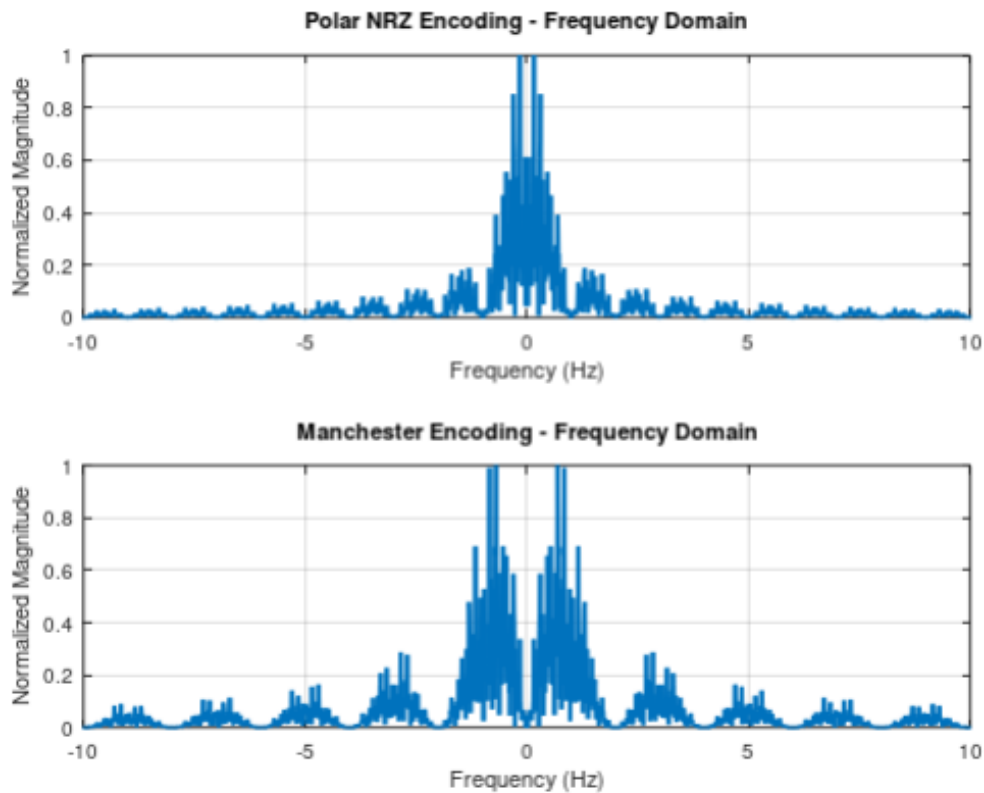 Polar NRZ Encoding - Frequency Domain
1
0.8
0.6
0.4
0.2
0
Normalized Magnitude
-10 -5 0 5 10
Frequency (Hz)
Manchester Encoding - Frequency Domain
1
0.8
0.6
0.4
0.2
0
Normalized Magnitude
-10 -5 0 5 10
Frequency (Hz)